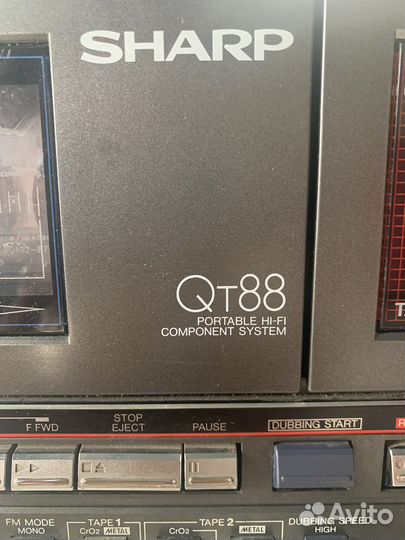 SHARP
QT88
PORTABLE HI-FI
COMPONENT SYSTEM
F FWD
STOP
EJECT
PAUSE
DUBBING START
FM MODE
MONO
TAPE 1
CrO2 METAL
TAPE 2
CrO2 METAL
DUBBING SPEED
HIGH
Avito